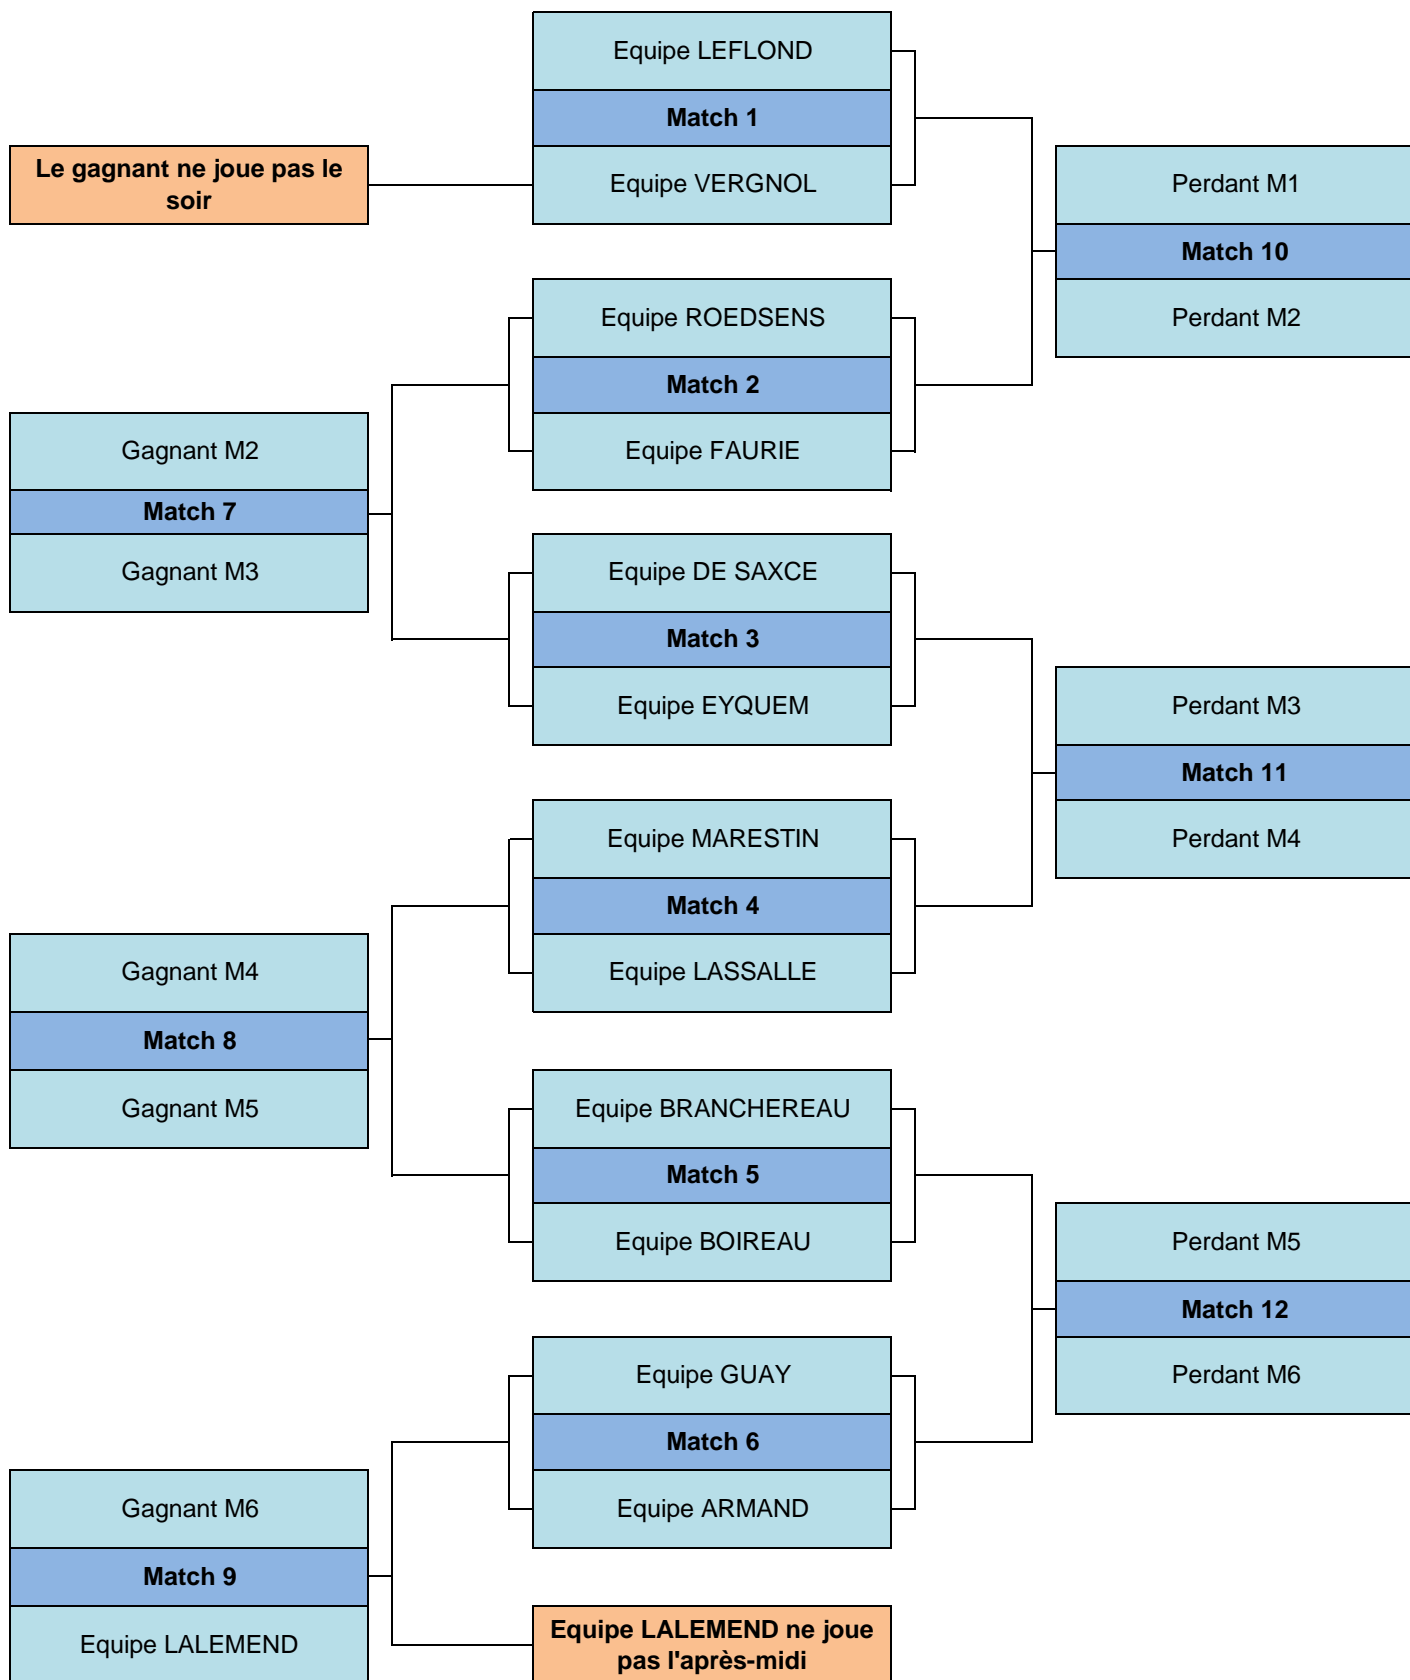 Equipe LEFLOND
Match 1
Equipe VERGNOL
Le gagnant ne joue pas le
soir
Perdant M1
Match 10
Perdant M2
Equipe ROEDSENS
Match 2
Equipe FAURIE
Gagnant M2
Match 7
Gagnant M3
Equipe DE SAXCE
Match 3
Equipe EYQUEM
Perdant M3
Match 11
Perdant M4
Equipe MARESTIN
Match 4
Equipe LASSALLE
Gagnant M4
Match 8
Gagnant M5
Equipe BRANCHEREAU
Match 5
Equipe BOIREAU
Perdant M5
Match 12
Perdant M6
Equipe GUAY
Match 6
Equipe ARMAND
Gagnant M6
Match 9
Equipe LALEMEND
Equipe LALEMEND ne joue
pas l'après-midi